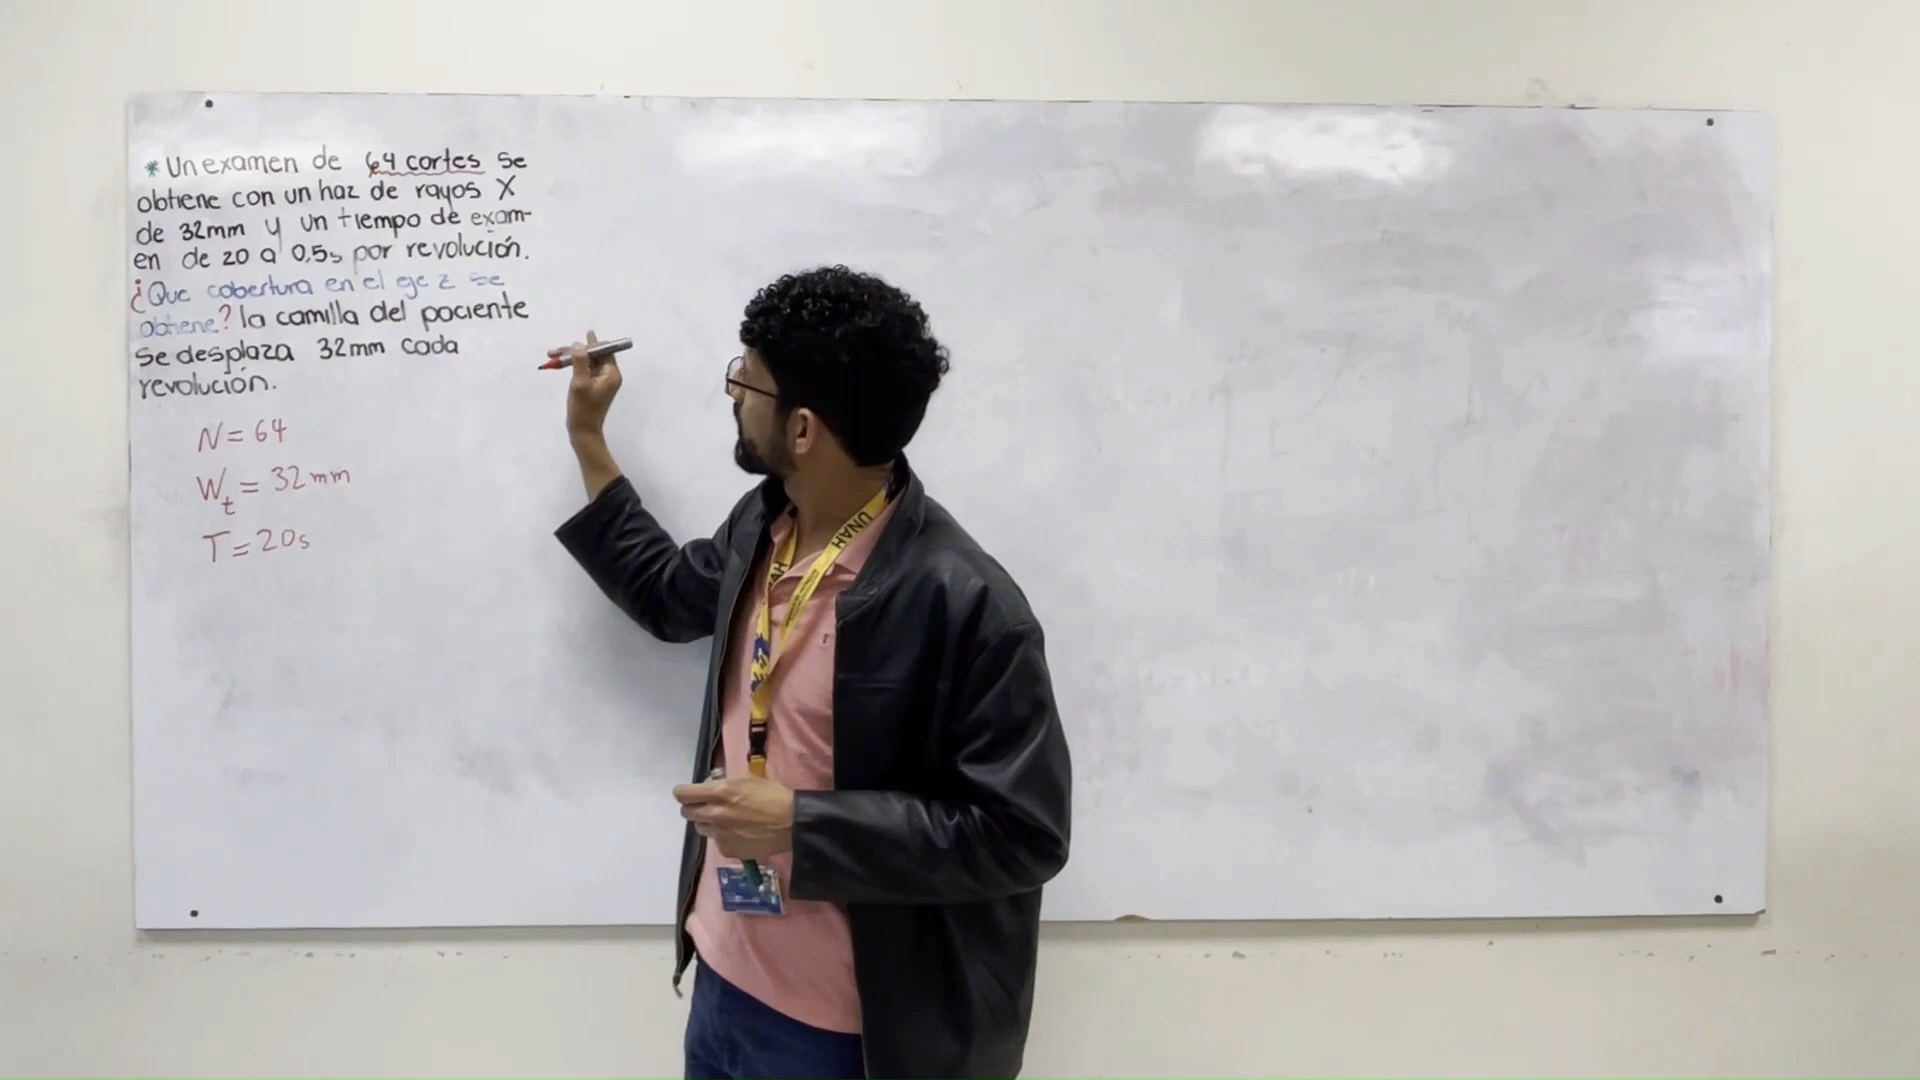 * Un examen de 64 cortes se
obtiene con un haz de rayos X
de 32mm y un tiempo de exam-
en de 20 a 0,5s por revolución.
¿Que cobertura en el eje z se
obtiene? la camilla del paciente
se desplaza 32mm cada
revolución.
N = 64
Wt = 32 mm
T = 20s
UNAH